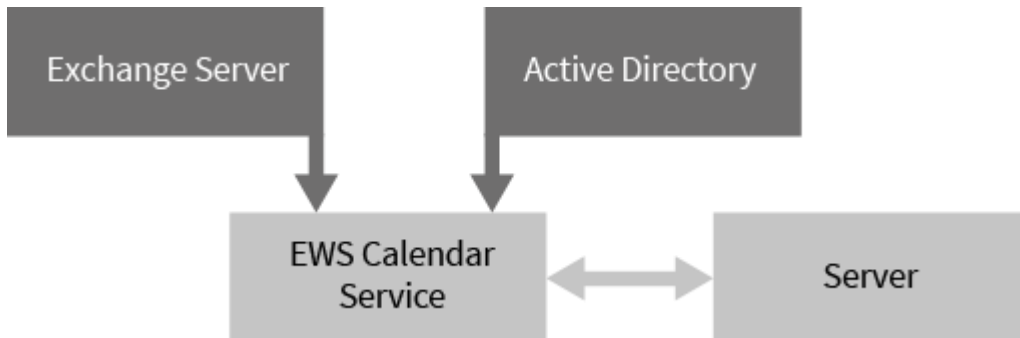 Exchange Server
Active Directory
EWS Calendar
Service
Server